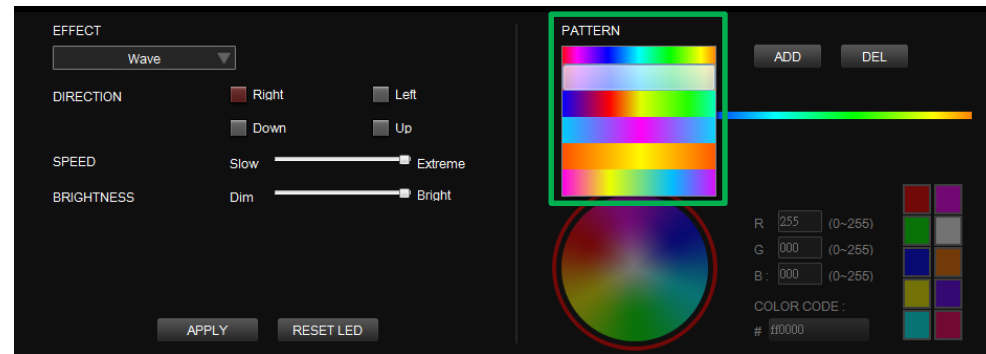 EFFECT
Wave
DIRECTION
Right
Left
Down
Up
SPEED
Slow
Extreme
BRIGHTNESS
Dim
Bright
APPLY
RESET LED
PATTERN
ADD
DEL
R 255 (0~255)
G 000 (0~255)
B : 000 (0~255)
COLOR CODE :
# ff0000